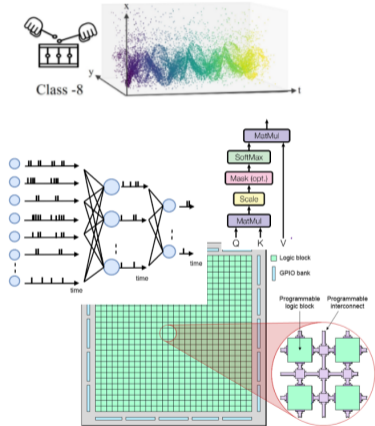 x
y
t
Class -8
MatMul
SoftMax
Mask (opt.)
Scale
MatMul
Q K V
time
time
time
Logic block
GPIO bank
Programmable
logic block
Programmable
interconnect